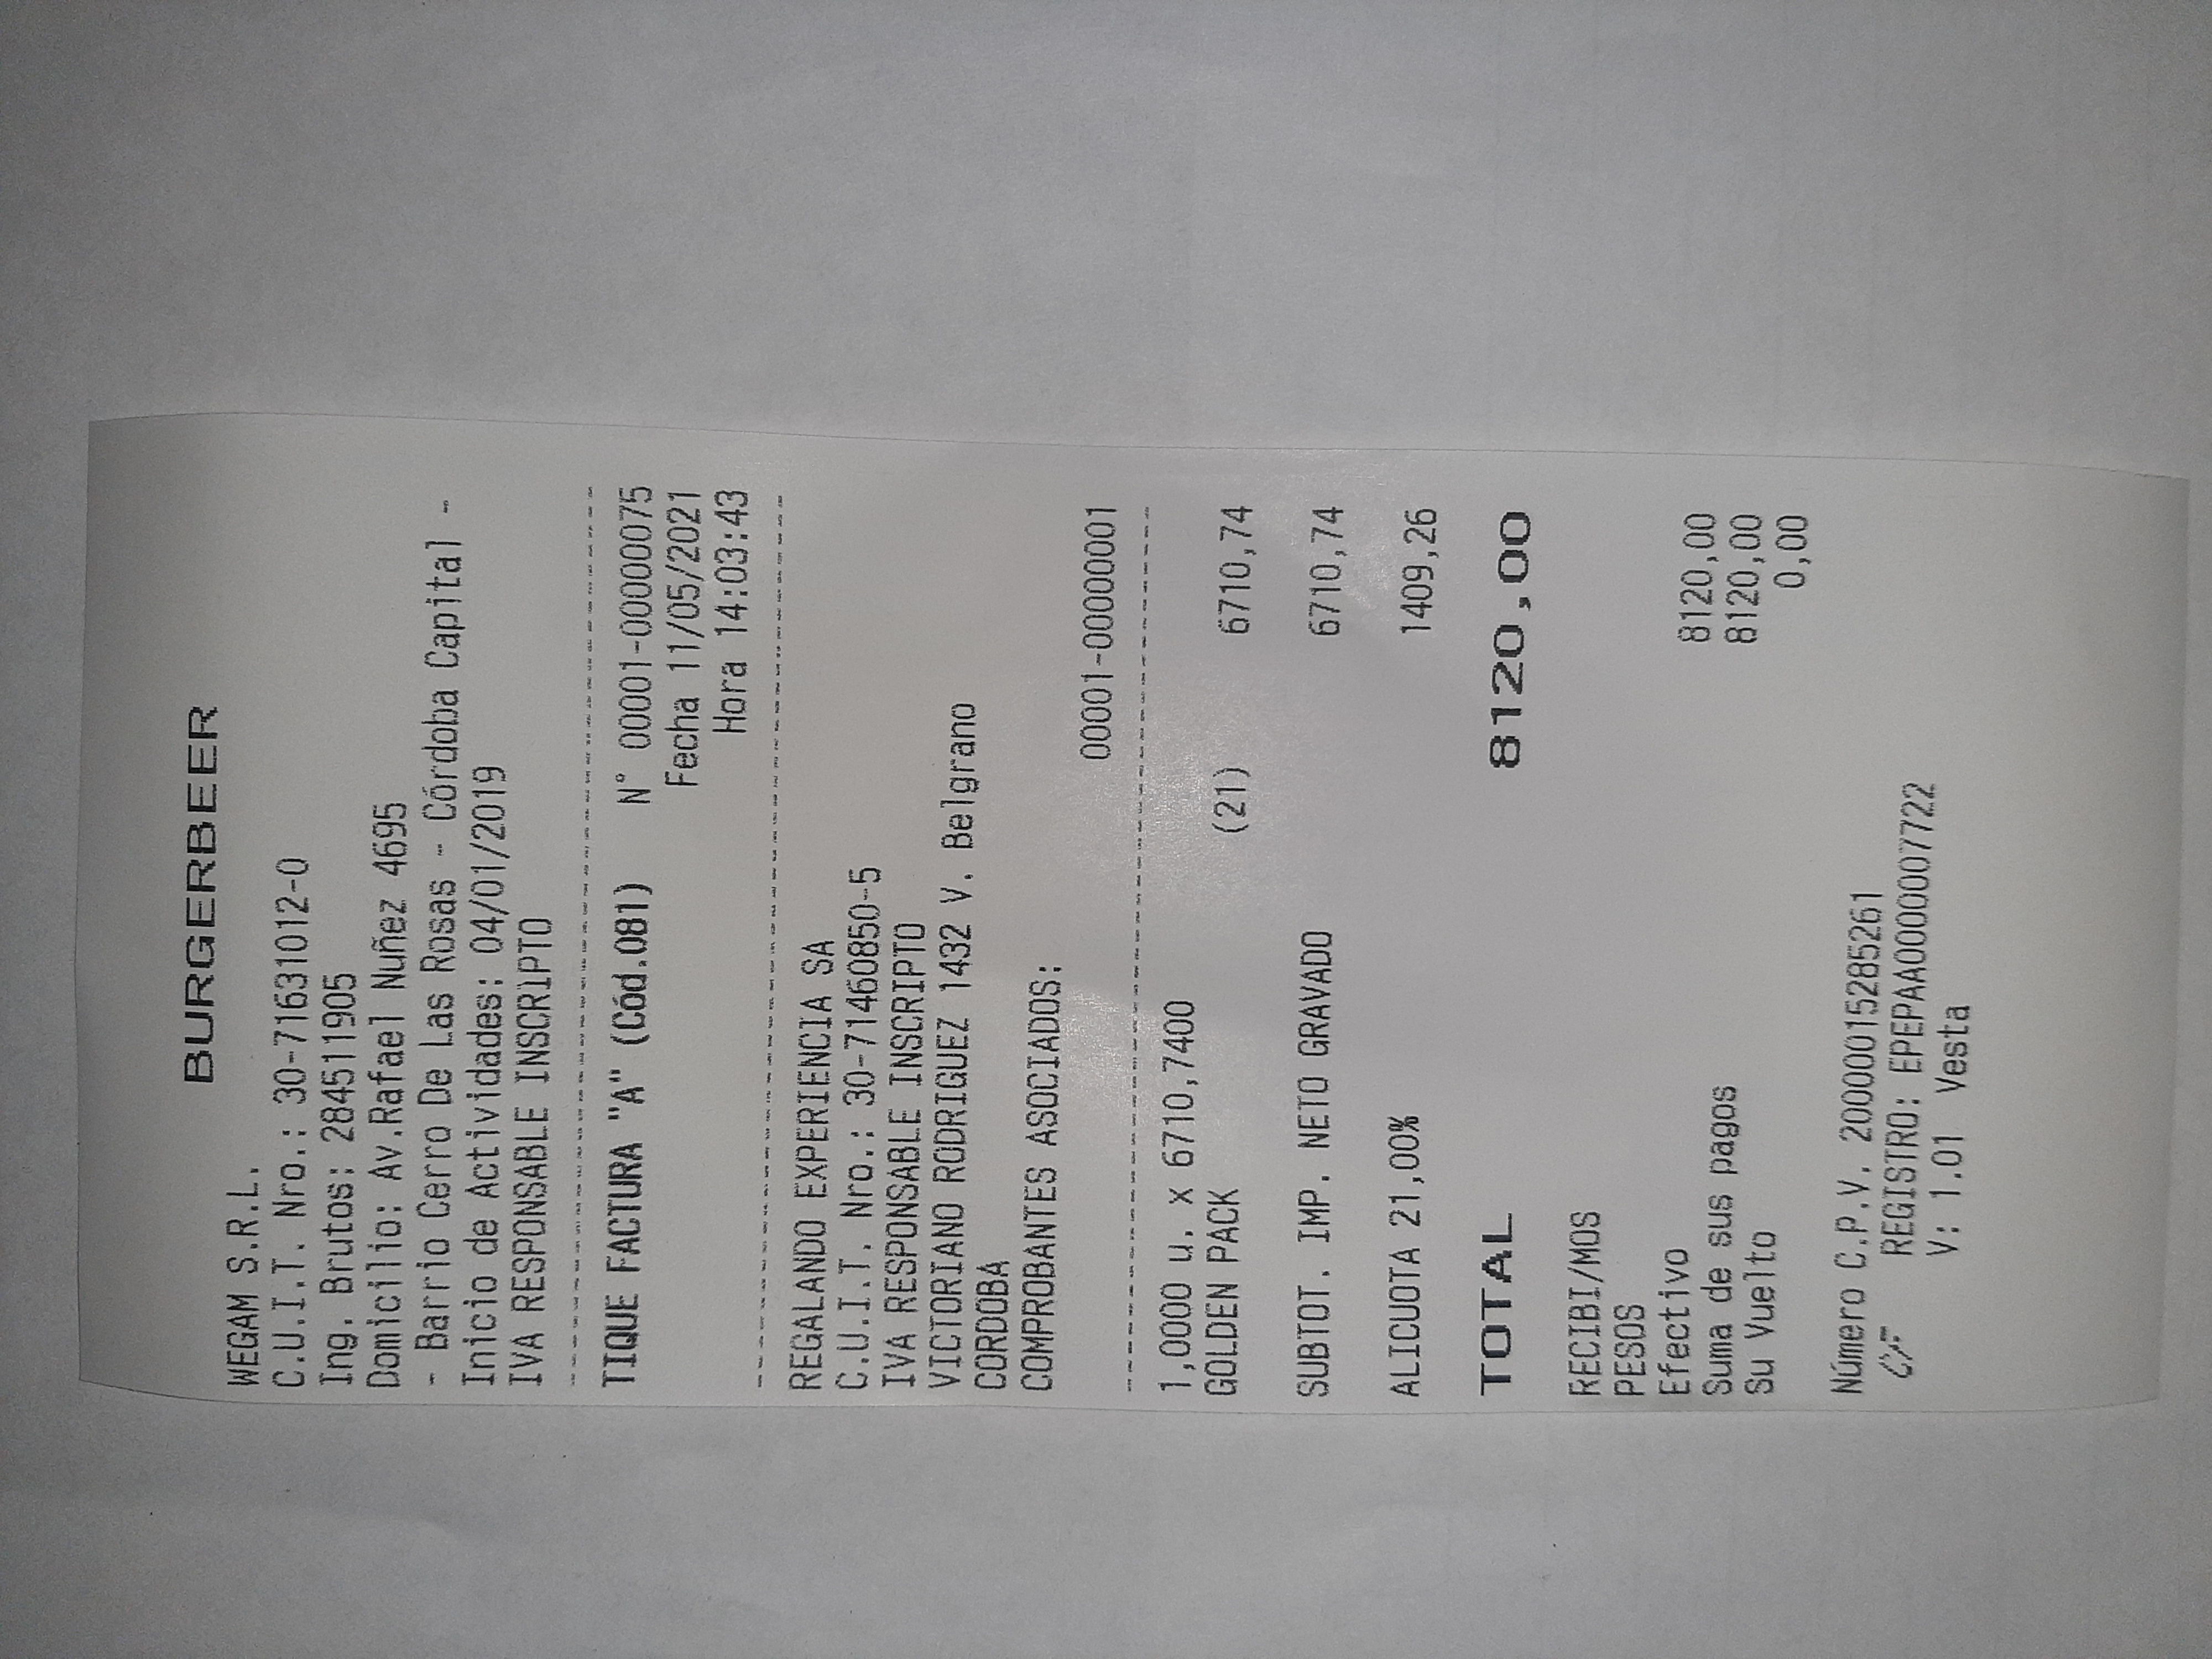 BURGERBEER
WEGAM S.R.L.
C.U.I.T. Nro.: 30-71631012-0
Ing. Brutos: 284511905
Domicilio: Av.Rafael Nuñez 4695
- Barrio Cerro De Las Rosas - Córdoba Capital -
Inicio de Actividades: 04/01/2019
IVA RESPONSABLE INSCRIPTO
TIQUE FACTURA "A" (Cód.081) N° 00001-00000075
Fecha 11/05/2021
Hora 14:03:43
REGALANDO EXPERIENCIA SA
C.U.I.T. Nro.: 30-71460850-5
IVA RESPONSABLE INSCRIPTO
VICTORIANO RODRIGUEZ 1432 V. Belgrano
CORDOBA
COMPROBANTES ASOCIADOS:
00001-00000001
1,0000 u. x 6710,7400
GOLDEN PACK (21) 6710,74
SUBTOT. IMP. NETO GRAVADO 6710,74
ALICUOTA 21,00% 1409,26
TOTAL 8120,00
RECIBI/MOS
PESOS
Efectivo 8120,00
Suma de sus pagos 8120,00
Su Vuelto 0,00
Número C.P.V. 20000015285261
CF REGISTRO: EPEPAA0000007722
V: 1.01 Vesta